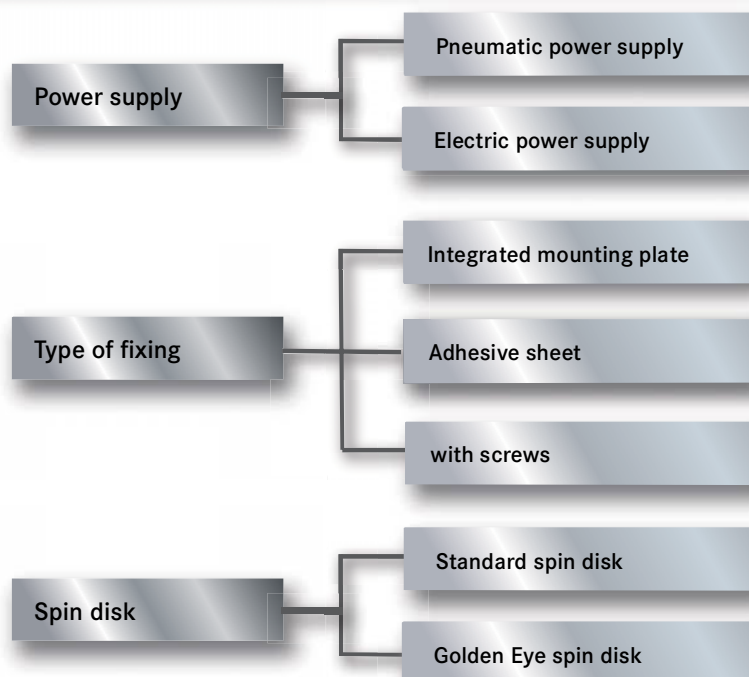 Power supply
Pneumatic power supply
Electric power supply
Type of fixing
Integrated mounting plate
Adhesive sheet
with screws
Spin disk
Standard spin disk
Golden Eye spin disk